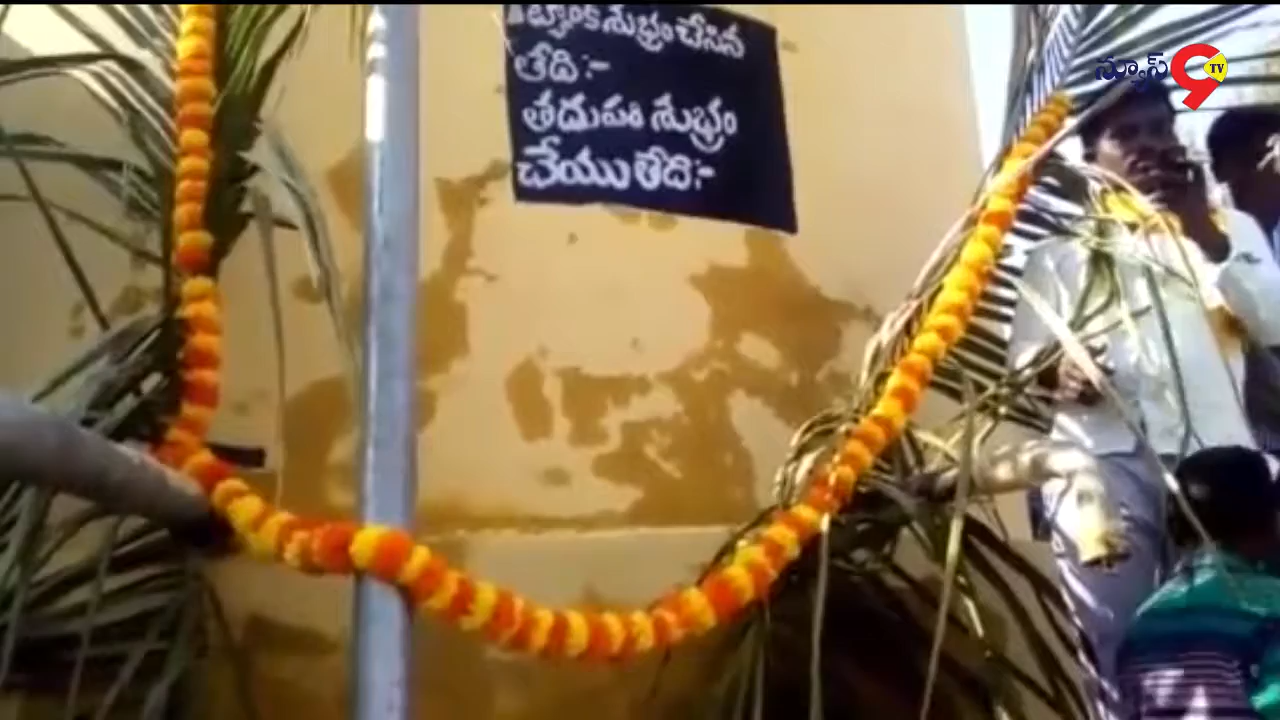 ట్యాంక్ శుభ్రం చేసిన
తేది:-
తదుపరి శుభ్రం
చేయు తేది:-
న్యూస్ 9 TV